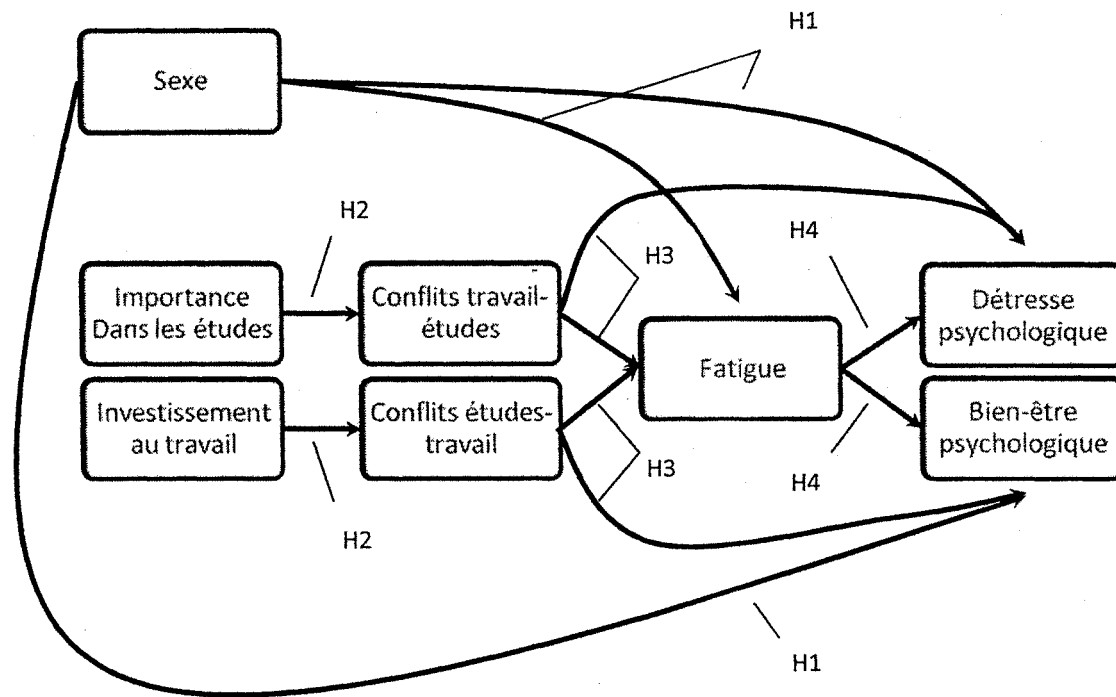 H1
Sexe
H2
H3
H4
Importance
Dans les études
Conflits travail-
études
Fatigue
Détresse
psychologique
Investissement
au travail
Conflits études-
travail
Bien-être
psychologique
H3
H4
H2
H1